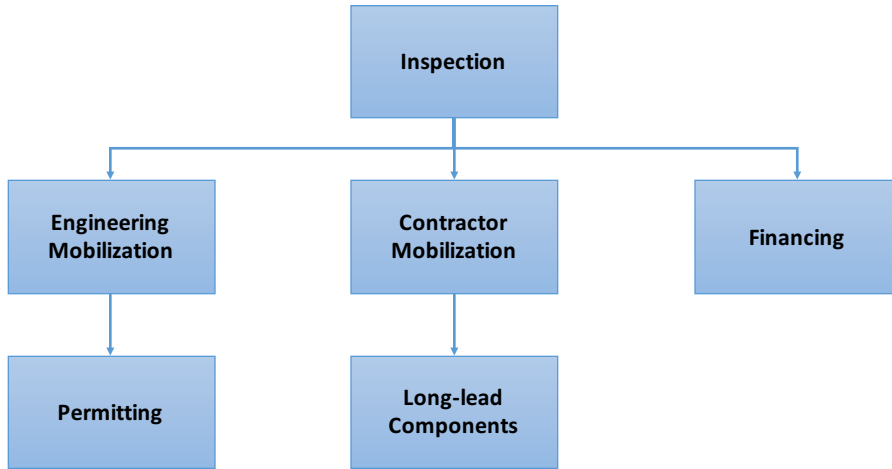 Inspection
Engineering
Mobilization
Contractor
Mobilization
Financing
Permitting
Long-lead
Components